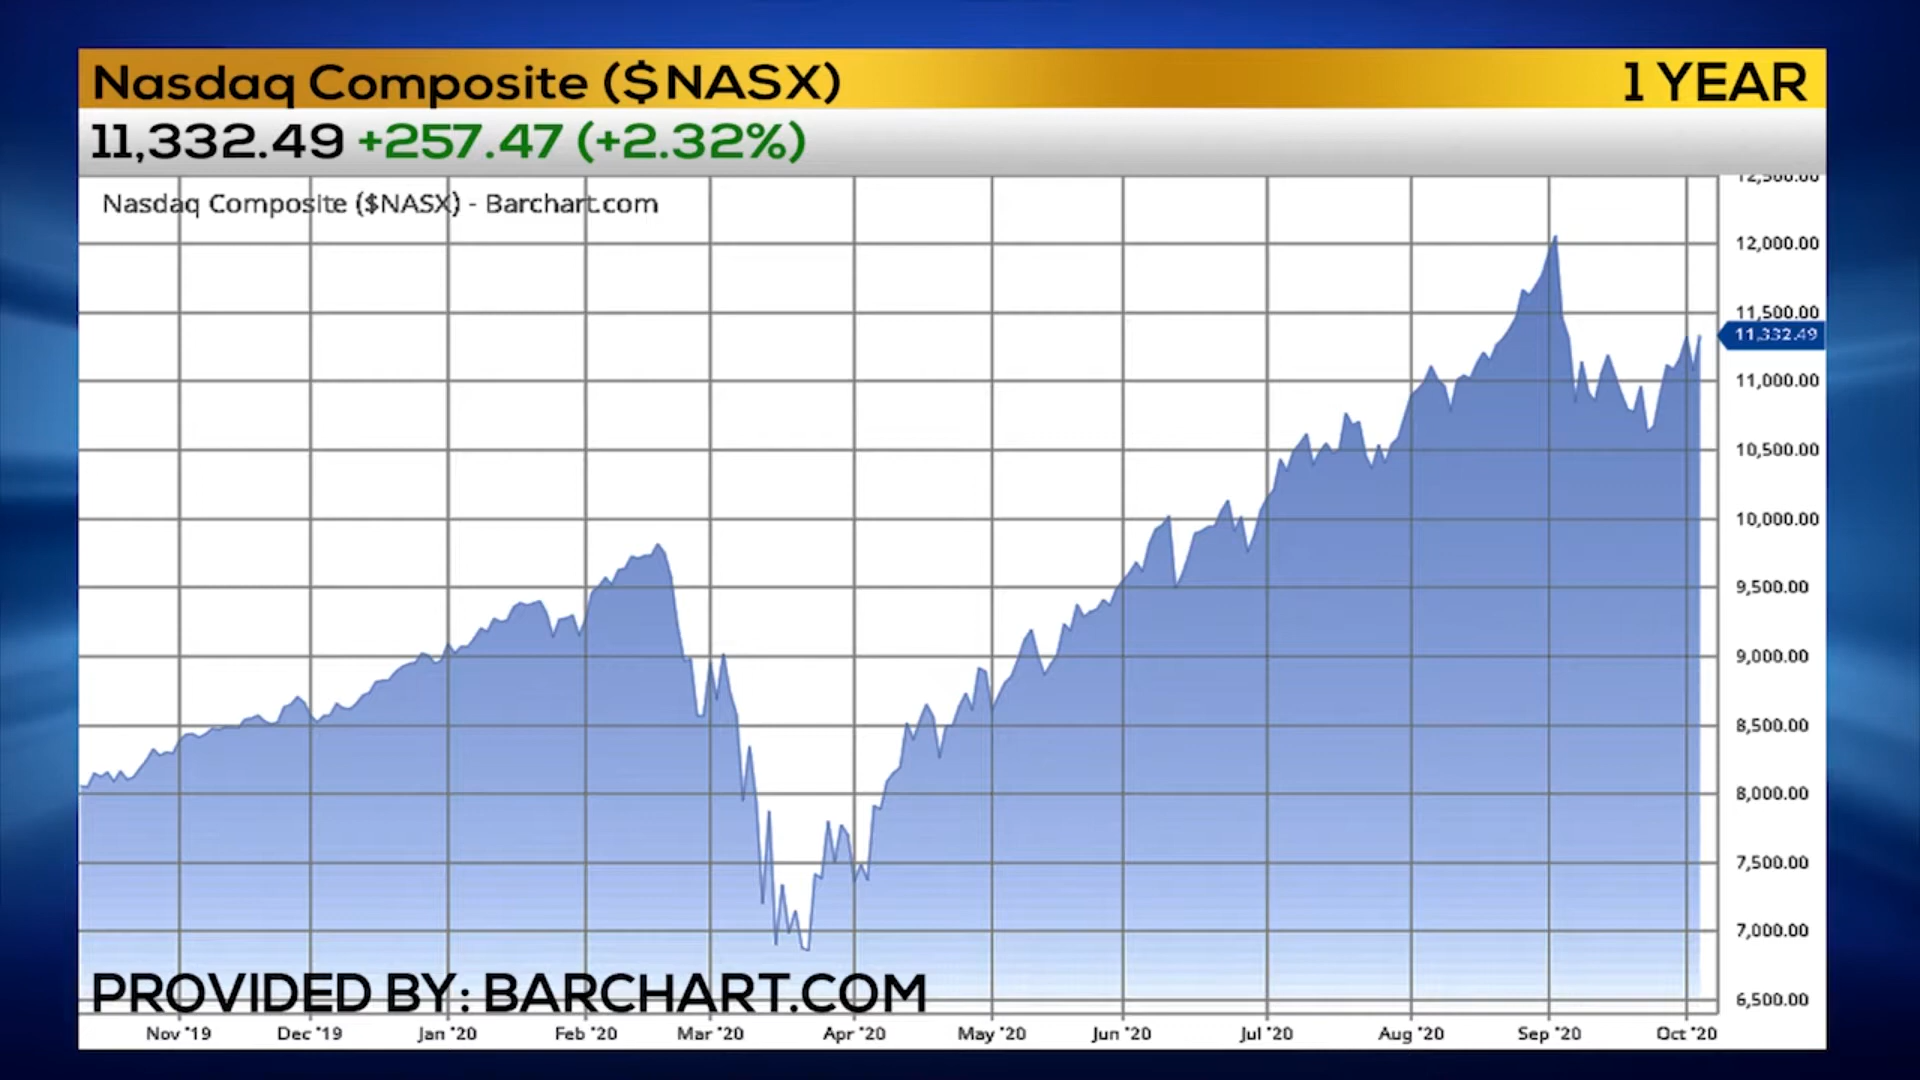 Nasdaq Composite ($NASX) 1 YEAR
11,332.49 +257.47 (+2.32%)
Nasdaq Composite ($NASX) - Barchart.com
12,500.00
12,000.00
11,500.00
11,332.49
11,000.00
10,500.00
10,000.00
9,500.00
9,000.00
8,500.00
8,000.00
7,500.00
7,000.00
6,500.00
PROVIDED BY: BARCHART.COM
Nov '19 Dec '19 Jan '20 Feb '20 Mar '20 Apr '20 May '20 Jun '20 Jul '20 Aug '20 Sep '20 Oct '20